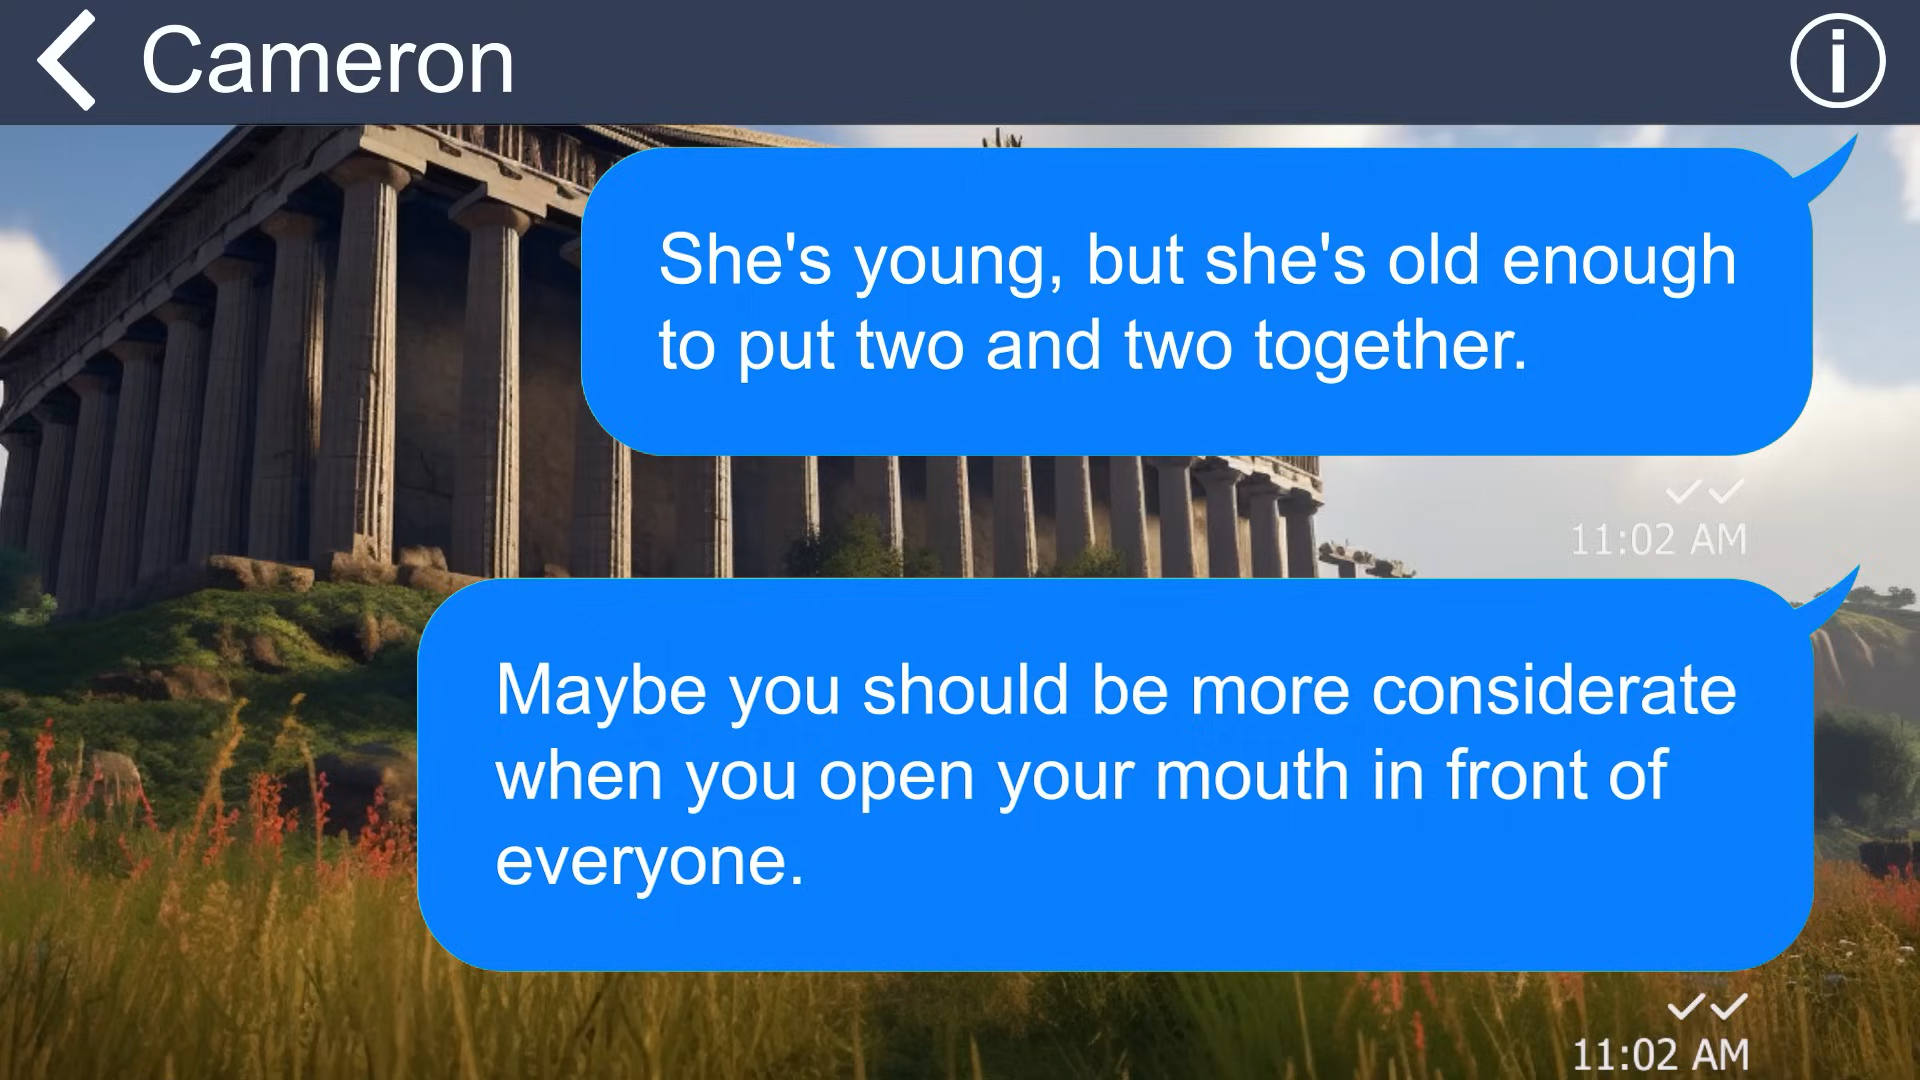 Cameron
She's young, but she's old enough
to put two and two together.
11:02 AM
Maybe you should be more considerate
when you open your mouth in front of
everyone.
11:02 AM